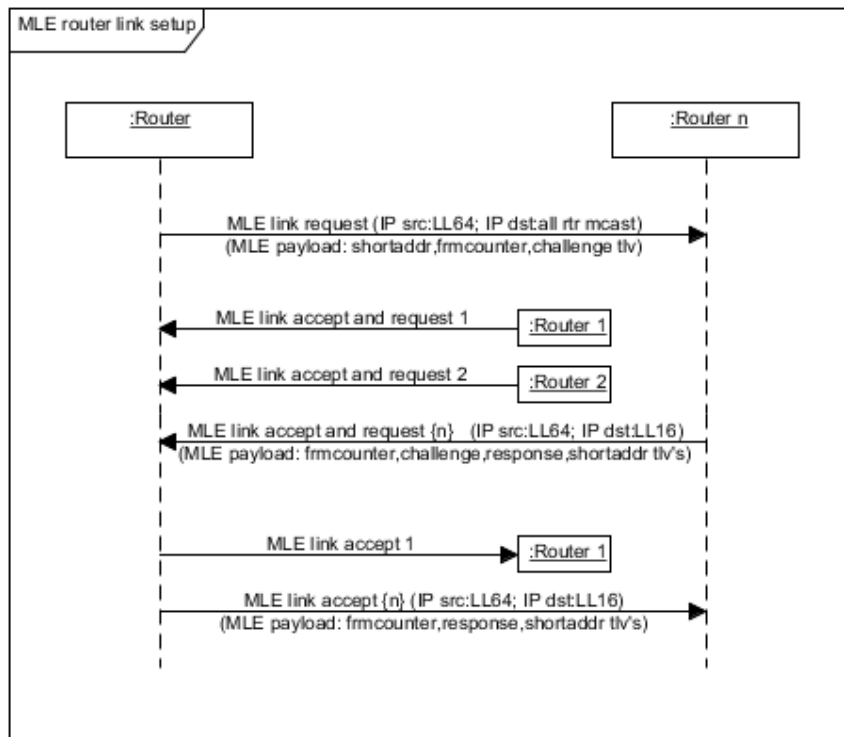 MLE router link setup
:Router
:Router n
MLE link request (IP src:LL64; IP dst:all rtr mcast)
(MLE payload: shortaddr,frmcounter,challenge tlv)
MLE link accept and request 1
:Router 1
MLE link accept and request 2
:Router 2
MLE link accept and request {n} (IP src:LL64; IP dst:LL16)
(MLE payload: frmcounter,challenge,response,shortaddr tlv's)
MLE link accept 1
:Router 1
MLE link accept {n} (IP src:LL64; IP dst:LL16)
(MLE payload: frmcounter,response,shortaddr tlv's)